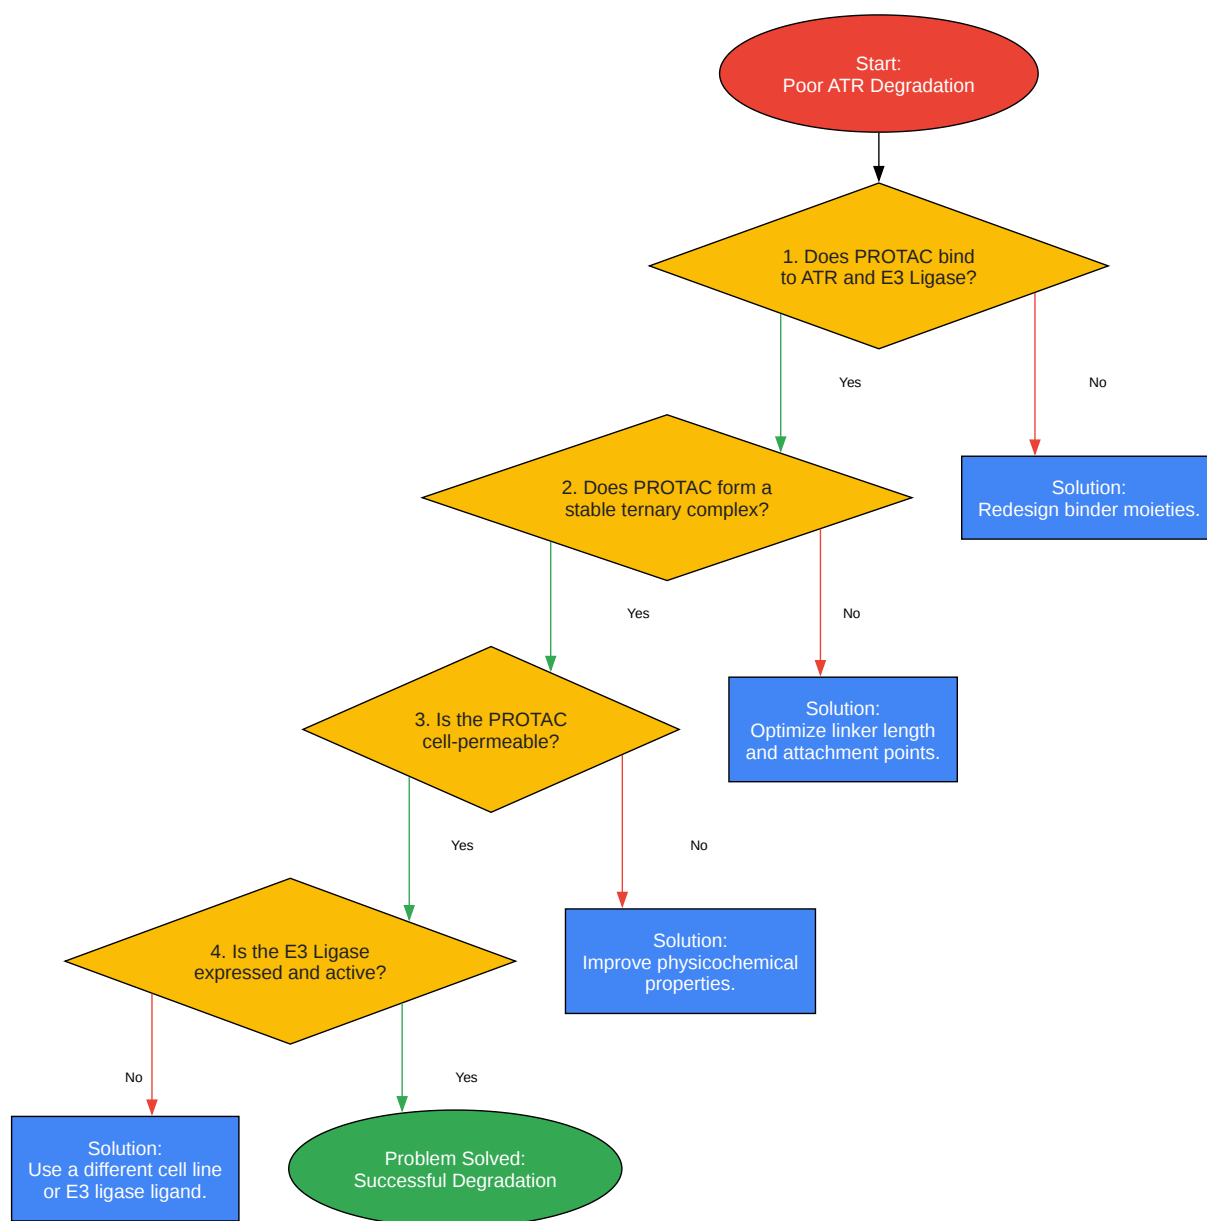 Start:
Poor ATR Degradation
1. Does PROTAC bind
to ATR and E3 Ligase?
Yes
No
2. Does PROTAC form a
stable ternary complex?
Solution:
Redesign binder moieties.
Yes
No
3. Is the PROTAC
cell-permeable?
Solution:
Optimize linker length
and attachment points.
Yes
No
4. Is the E3 Ligase
expressed and active?
Solution:
Improve physicochemical
properties.
No
Yes
Solution:
Use a different cell line
or E3 ligase ligand.
Problem Solved:
Successful Degradation